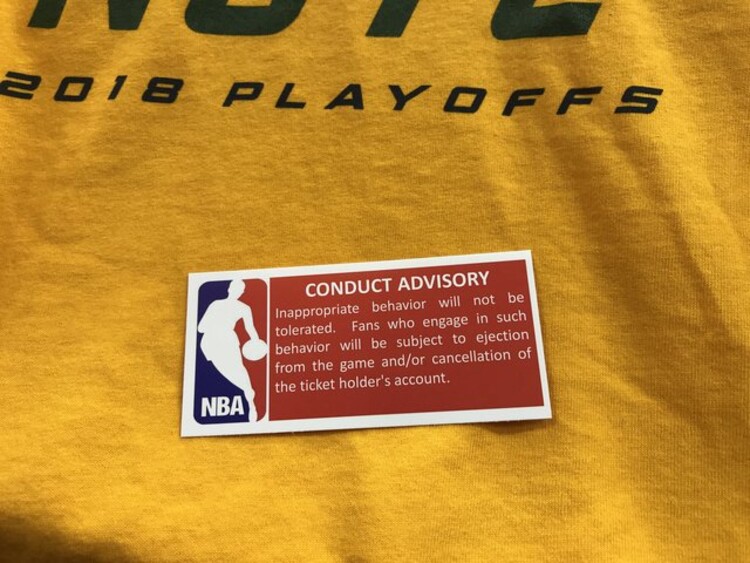 2018 PLAYOFFS
CONDUCT ADVISORY
Inappropriate behavior will not be
tolerated. Fans who engage in such
behavior will be subject to ejection
from the game and/or cancellation of
the ticket holder's account.
NBA